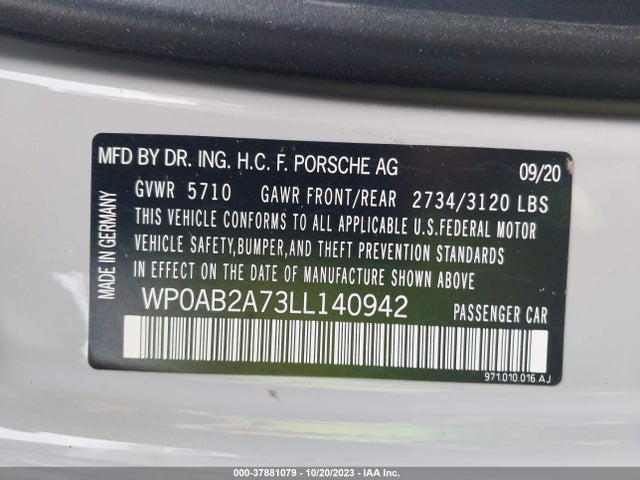 MFD BY DR. ING. H.C. F. PORSCHE AG 09/20
GVWR 5710 GAWR FRONT/REAR 2734/3120 LBS
THIS VEHICLE CONFORMS TO ALL APPLICABLE U.S.FEDERAL MOTOR
VEHICLE SAFETY,BUMPER,AND THEFT PREVENTION STANDARDS
IN EFFECT ON THE DATE OF MANUFACTURE SHOWN ABOVE.
WP0AB2A73LL140942 PASSENGER CAR
971.010.016.AJ
MADE IN GERMANY
000-37881079 - 10/20/2023 - IAA Inc.